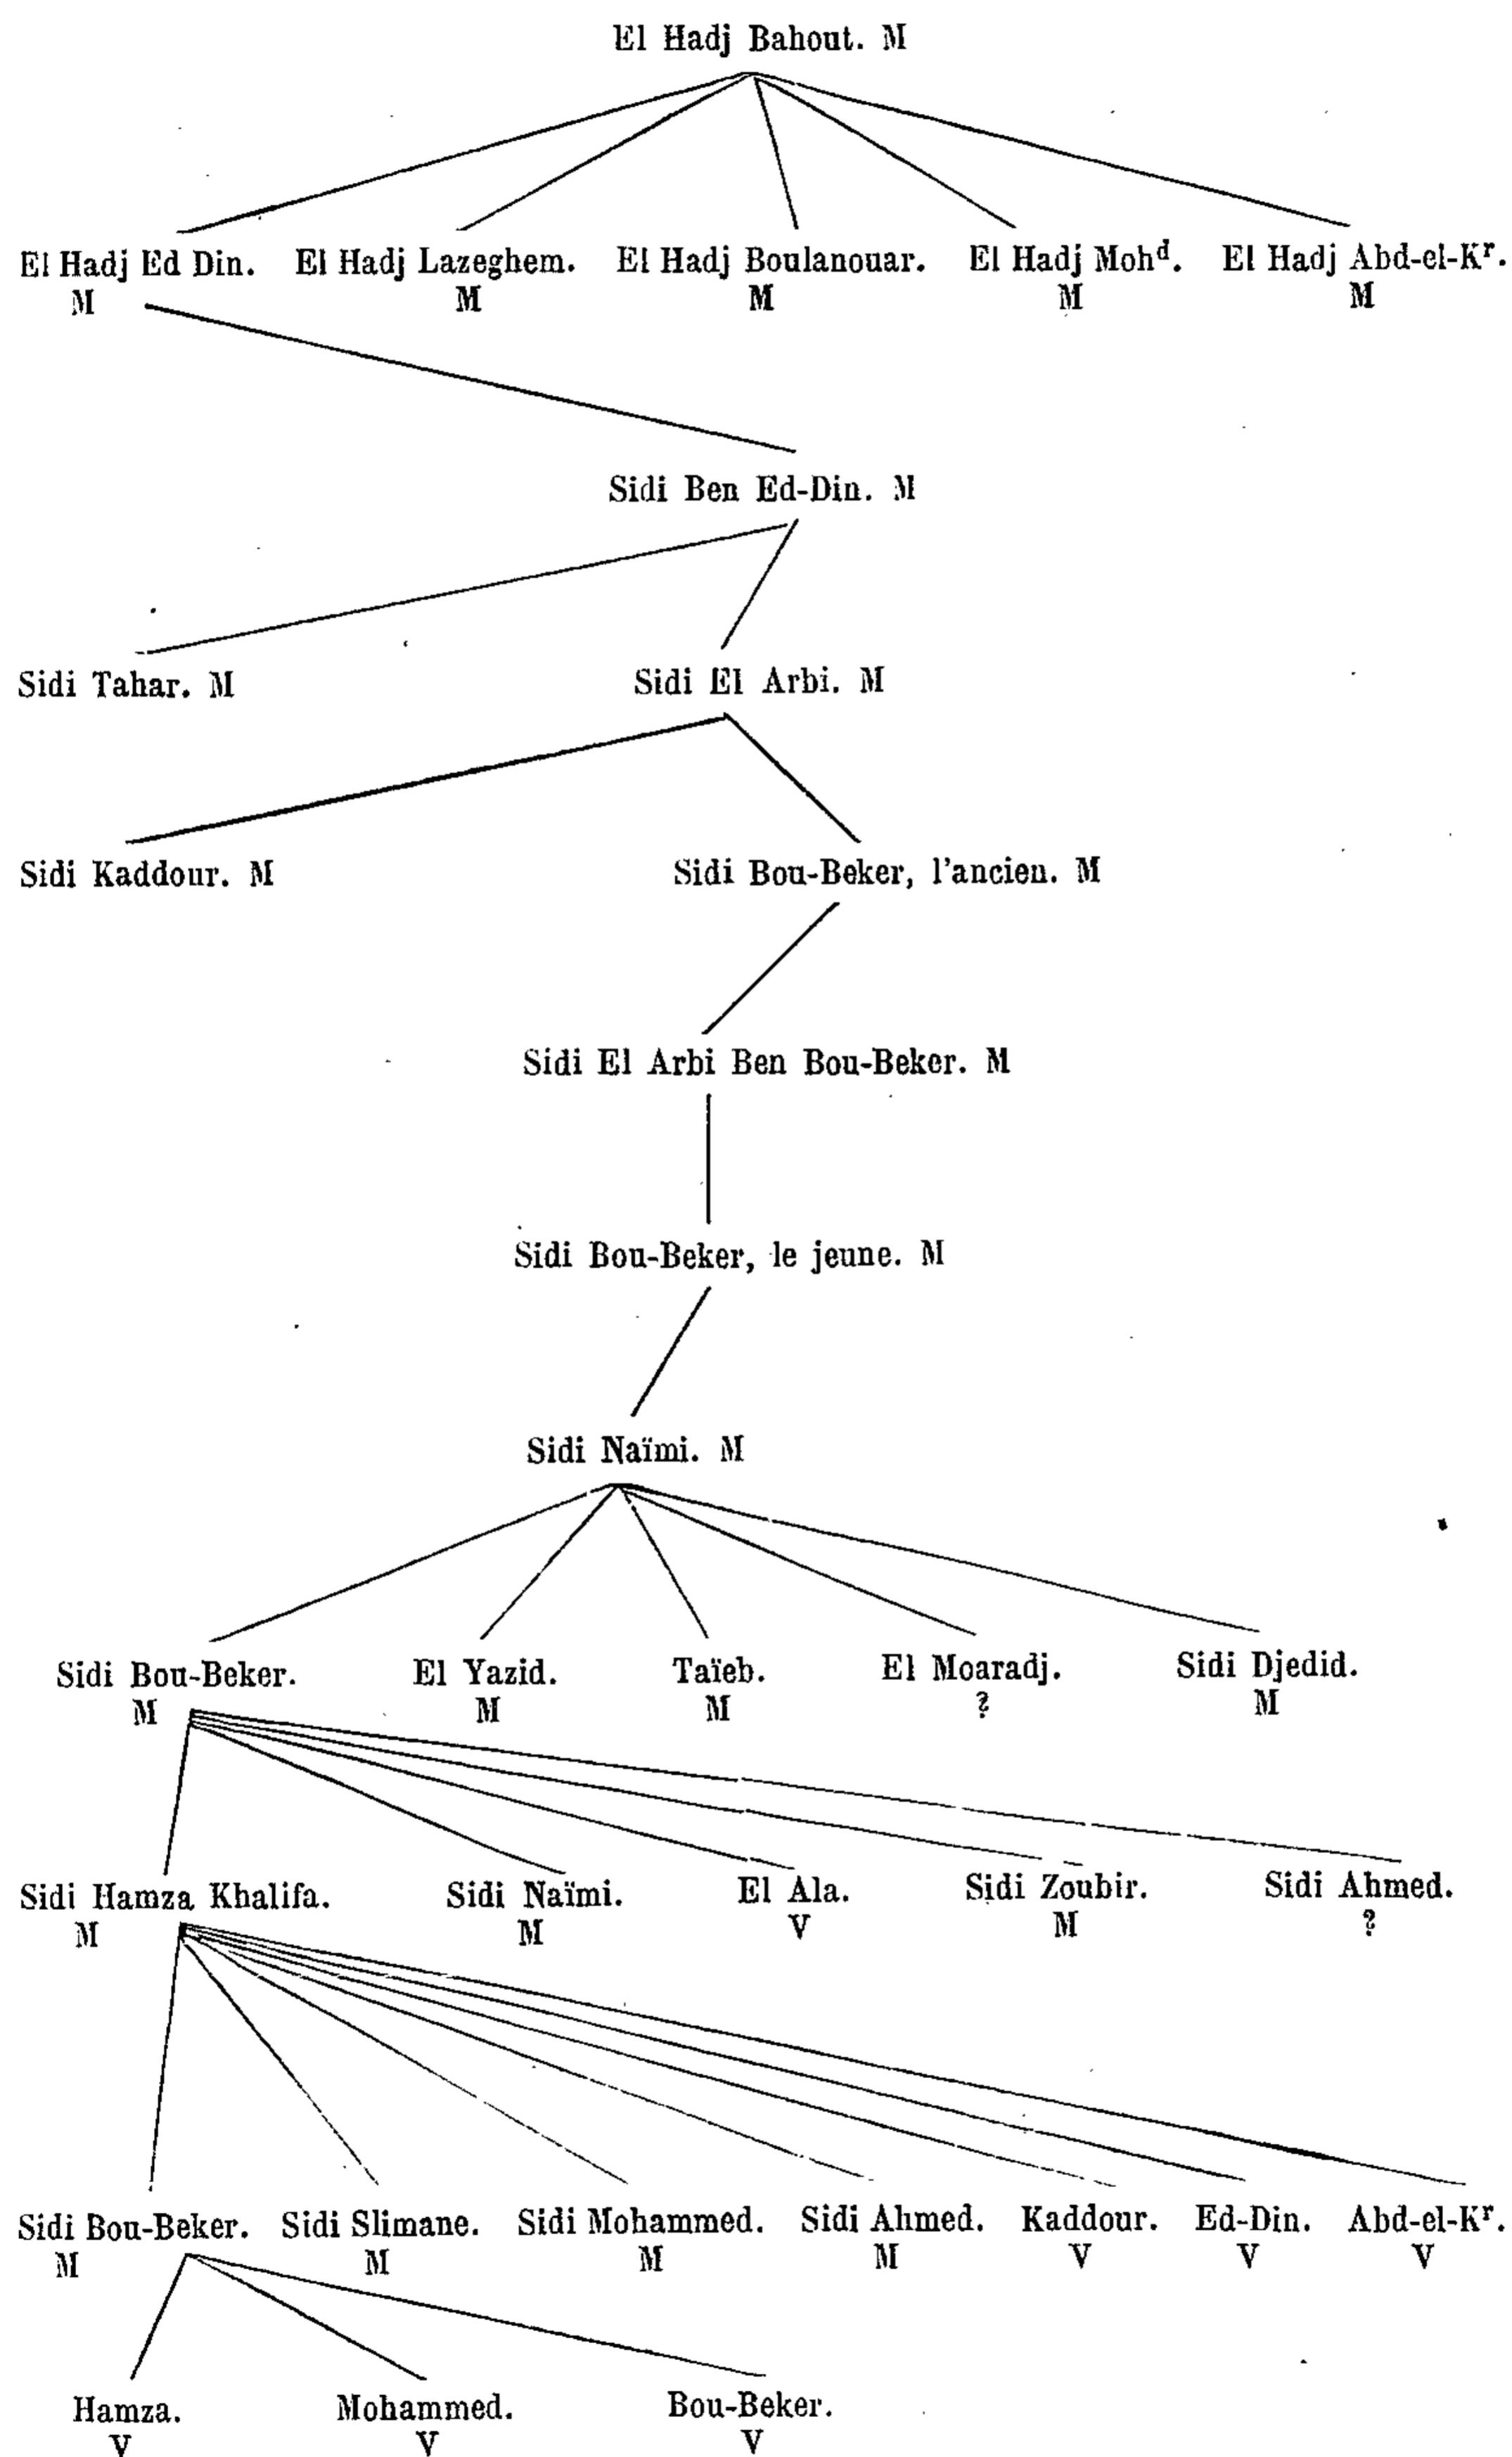 El Hadj Bahout. M
El Hadj Ed Din. El Hadj Lazeghem. El Hadj Boulanouar. El Hadj Mohd. El Hadj Abd-el-Kr.
M M M M M
Sidi Ben Ed-Din. M
Sidi Tahar. M Sidi El Arbi. M
Sidi Kaddour. M Sidi Bou-Beker, l'ancien. M
Sidi El Arbi Ben Bou-Beker. M
Sidi Bou-Beker, le jeune. M
Sidi Naïmi. M
Sidi Bou-Beker. El Yazid. Taïeb. El Moaradj. Sidi Djedid.
M M M ? M
Sidi Hamza Khalifa. Sidi Naïmi. El Ala. Sidi Zoubir. Sidi Ahmed.
M M V M ?
Sidi Bou-Beker. Sidi Slimane. Sidi Mohammed. Sidi Ahmed. Kaddour. Ed-Din. Abd-el-Kr.
M M M M V V V
Hamza. Mohammed. Bou-Beker.
V V V